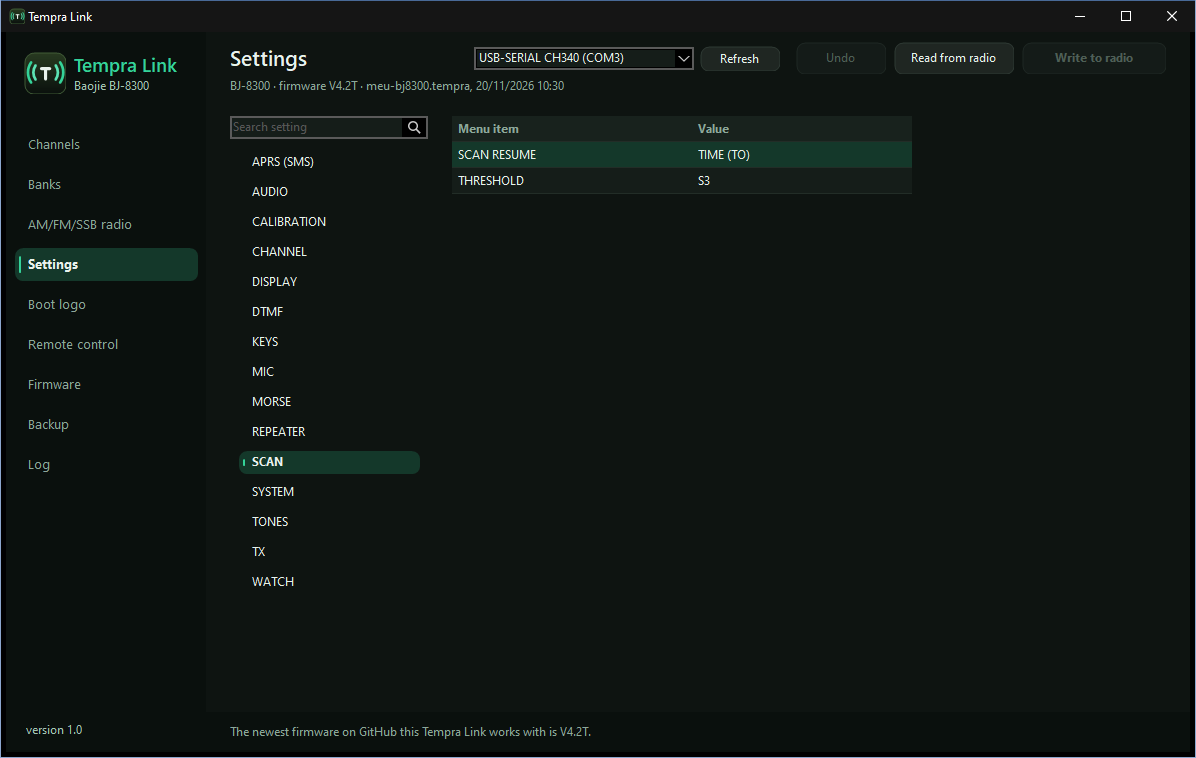 Tempra Link
Tempra Link
Baojie BJ-8300
Settings
USB-SERIAL CH340 (COM3)
Refresh
Undo
Read from radio
Write to radio
BJ-8300 · firmware V4.2T · meu-bj8300.tempra, 20/11/2026 10:30
Channels
Banks
AM/FM/SSB radio
Settings
Boot logo
Remote control
Firmware
Backup
Log
Search setting
APRS (SMS)
AUDIO
CALIBRATION
CHANNEL
DISPLAY
DTMF
KEYS
MIC
MORSE
REPEATER
SCAN
SYSTEM
TONES
TX
WATCH
Menu item Value
SCAN RESUME TIME (TO)
THRESHOLD S3
version 1.0
The newest firmware on GitHub this Tempra Link works with is V4.2T.